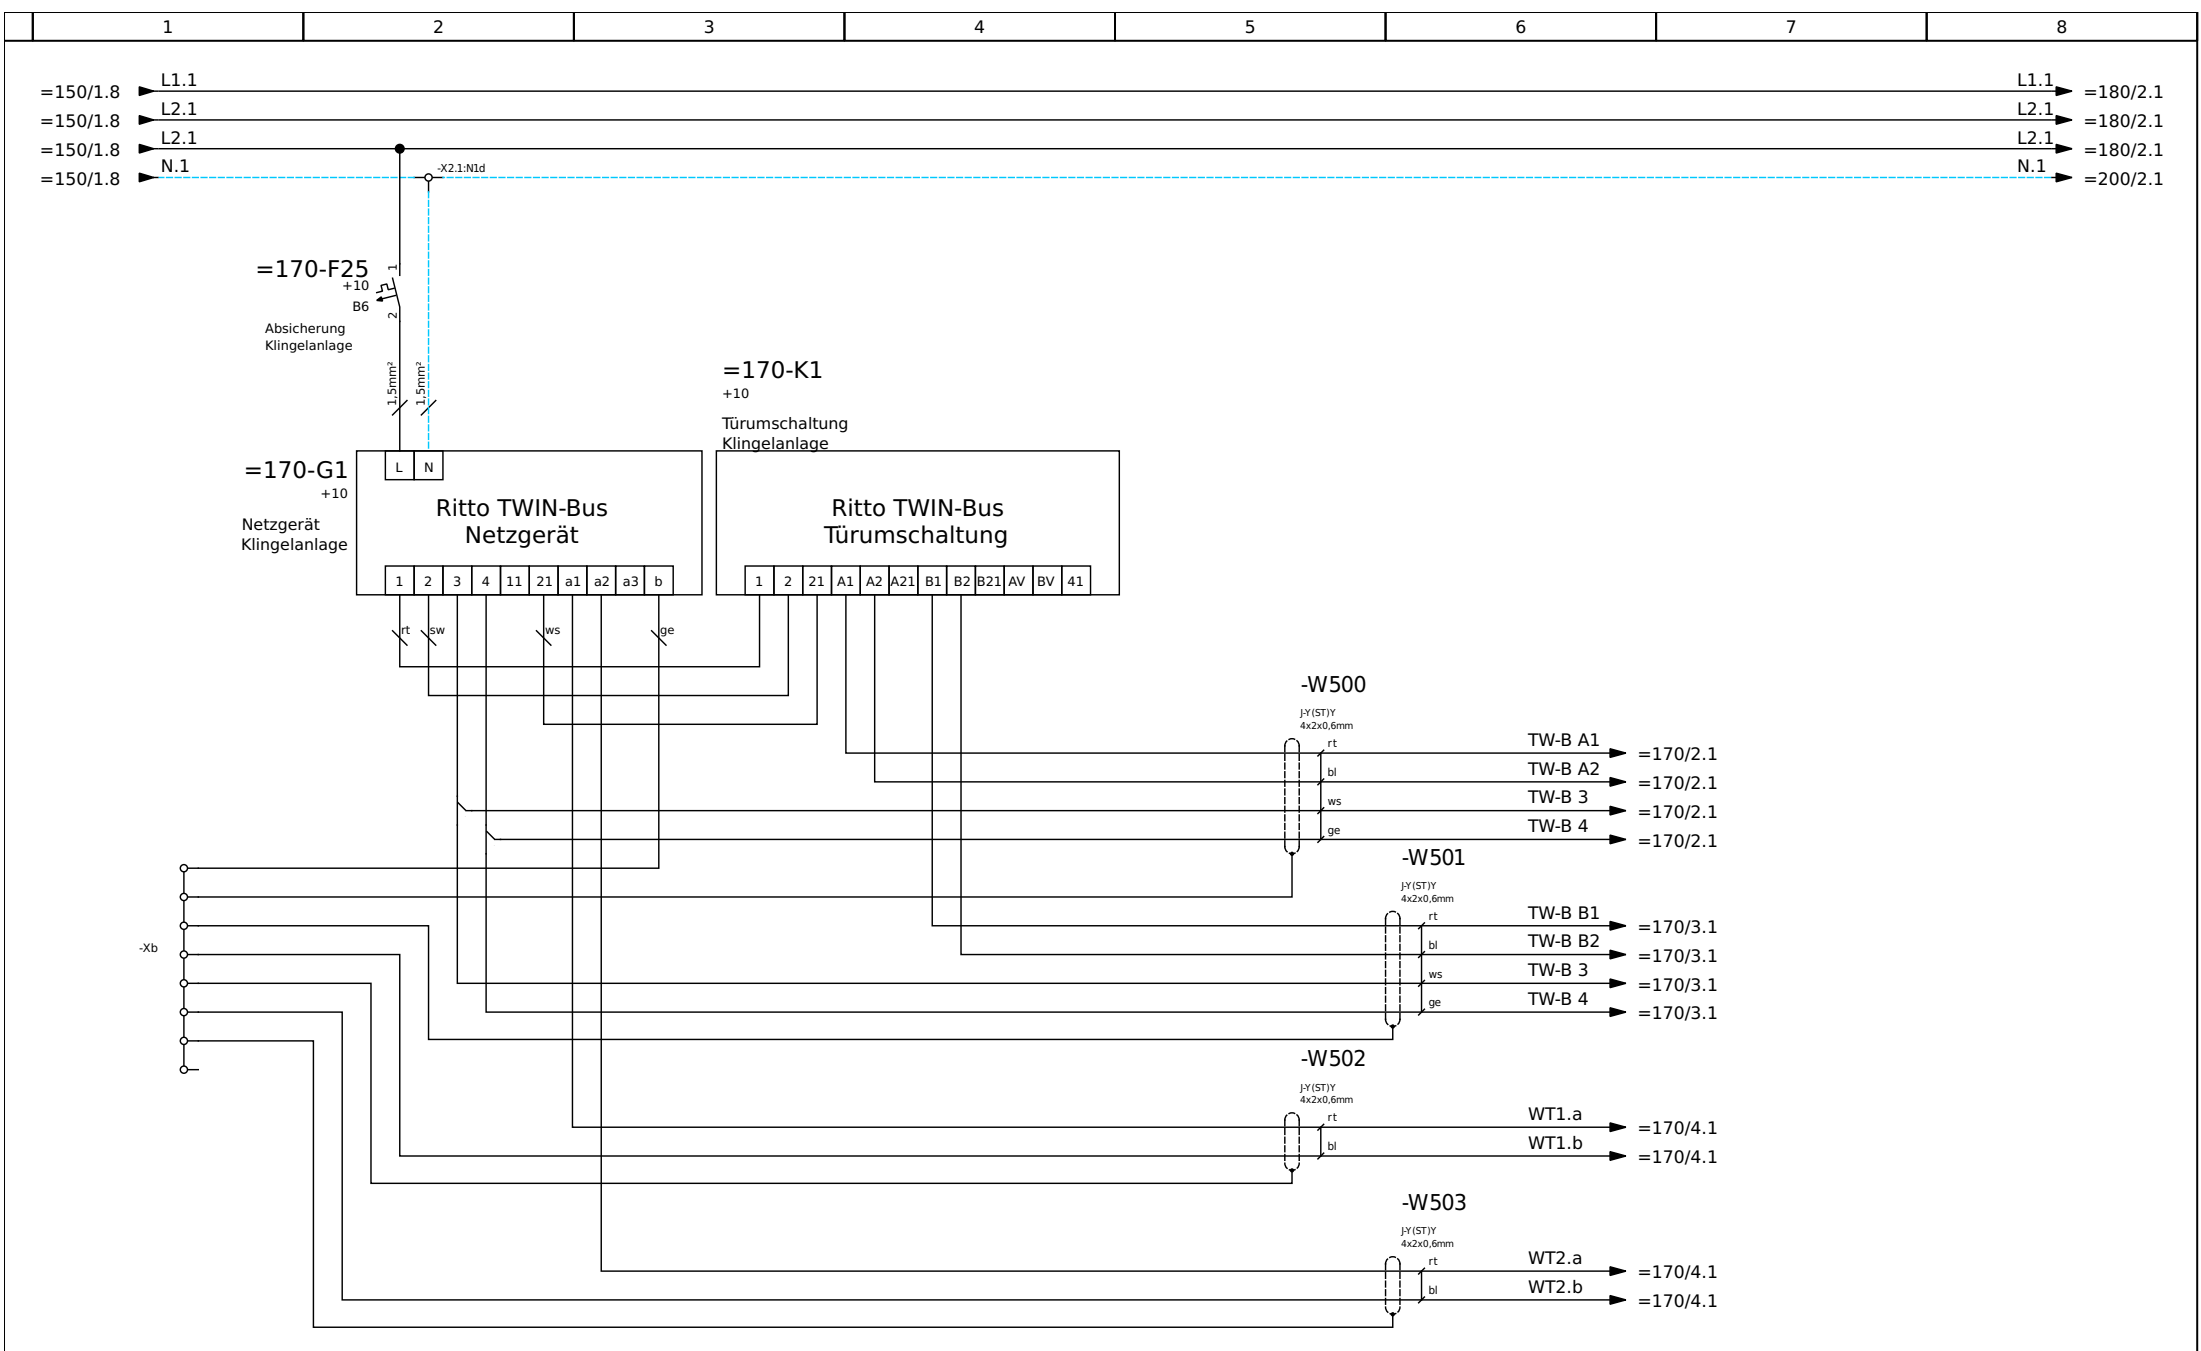 1 2 3 4 5 6 7 8
=150/1.8 L1.1 L1.1 =180/2.1
=150/1.8 L2.1 L2.1 =180/2.1
=150/1.8 L2.1 L2.1 =180/2.1
=150/1.8 N.1 -X2.1:N1d N.1 =200/2.1
=170-F25
+10
B6
1
2
Absicherung
Klingelanlage
1,5mm²
1,5mm²
=170-K1
+10
Türumschaltung
Klingelanlage
=170-G1
+10
Netzgerät
Klingelanlage
L N
Ritto TWIN-Bus
Netzgerät
1 2 3 4 11 21 a1 a2 a3 b
Ritto TWIN-Bus
Türumschaltung
1 2 21 A1 A2 A21 B1 B2 B21 AV BV 41
rt sw ws ge
-W500
J-Y(ST)Y
4x2x0,6mm
rt TW-B A1 =170/2.1
bl TW-B A2 =170/2.1
ws TW-B 3 =170/2.1
ge TW-B 4 =170/2.1
-W501
J-Y(ST)Y
4x2x0,6mm
rt TW-B B1 =170/3.1
bl TW-B B2 =170/3.1
ws TW-B 3 =170/3.1
ge TW-B 4 =170/3.1
-Xb
-W502
J-Y(ST)Y
4x2x0,6mm
rt WT1.a =170/4.1
bl WT1.b =170/4.1
-W503
J-Y(ST)Y
4x2x0,6mm
rt WT2.a =170/4.1
bl WT2.b =170/4.1